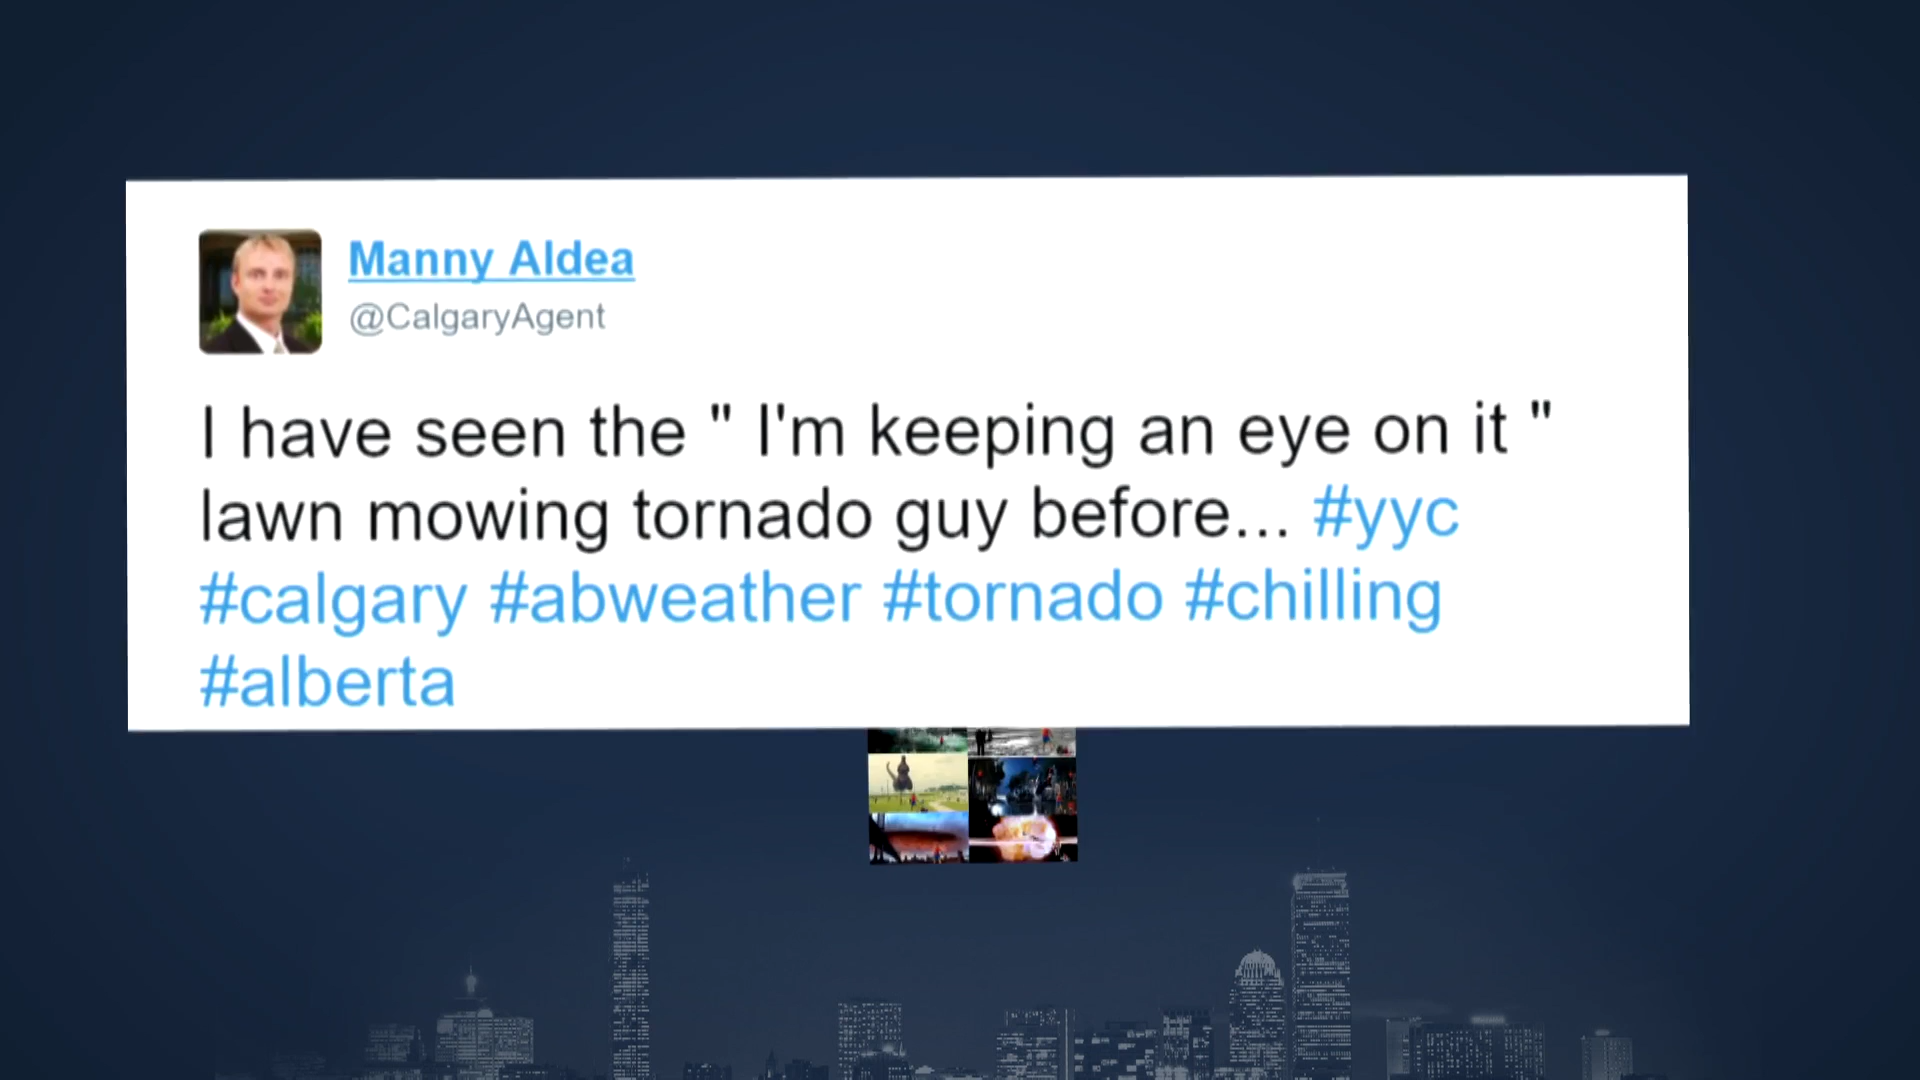 Manny Aldea
@CalgaryAgent
I have seen the " I'm keeping an eye on it "
lawn mowing tornado guy before... #yyc
#calgary #abweather #tornado #chilling
#alberta